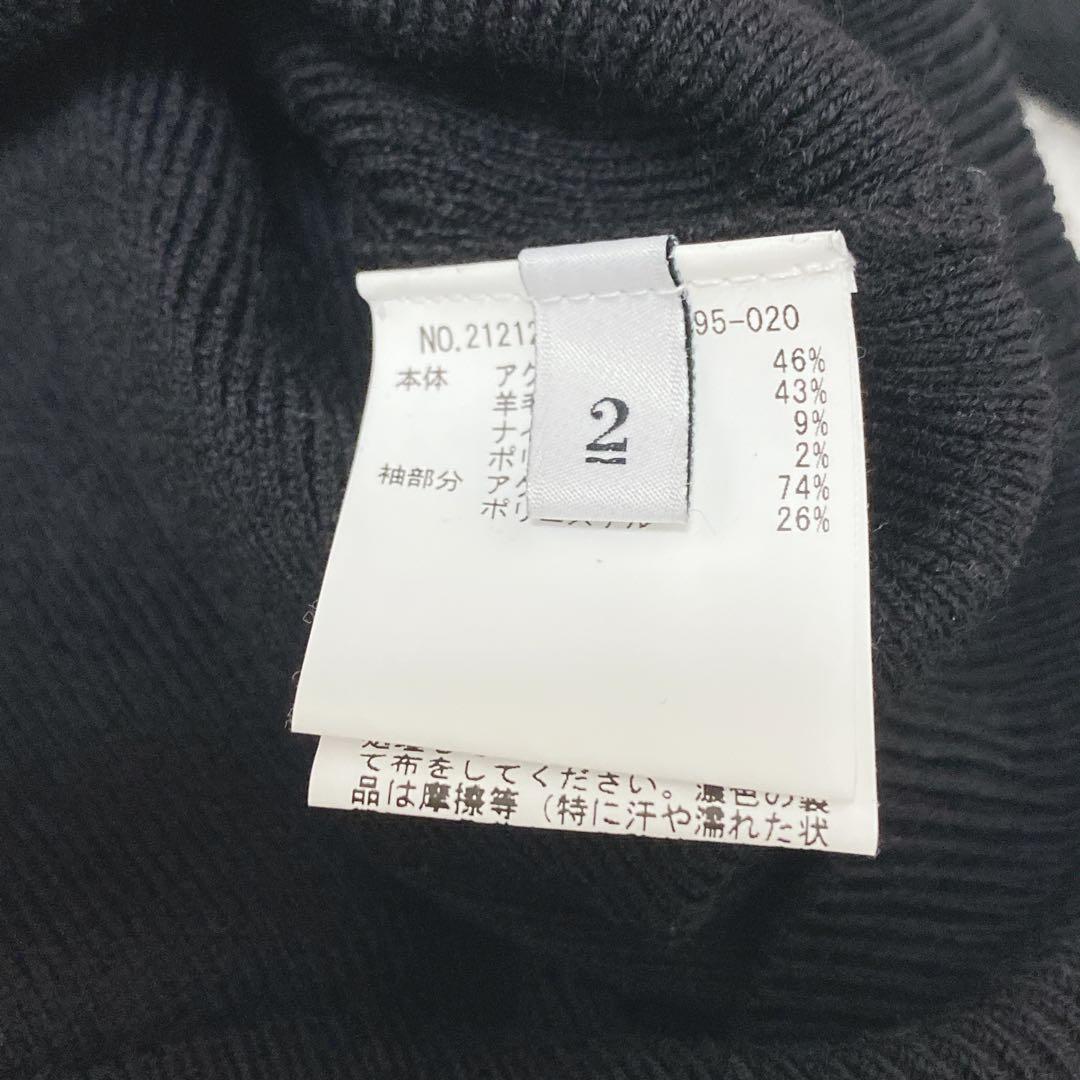 NO.21212 95-020
本体 アク 46%
羊毛 43%
ナイ 9%
ポリ 2%
袖部分 アク 74%
ポリエステル 26%
2
て布をしてください。濃色の製
品は摩擦等（特に汗や濡れた状